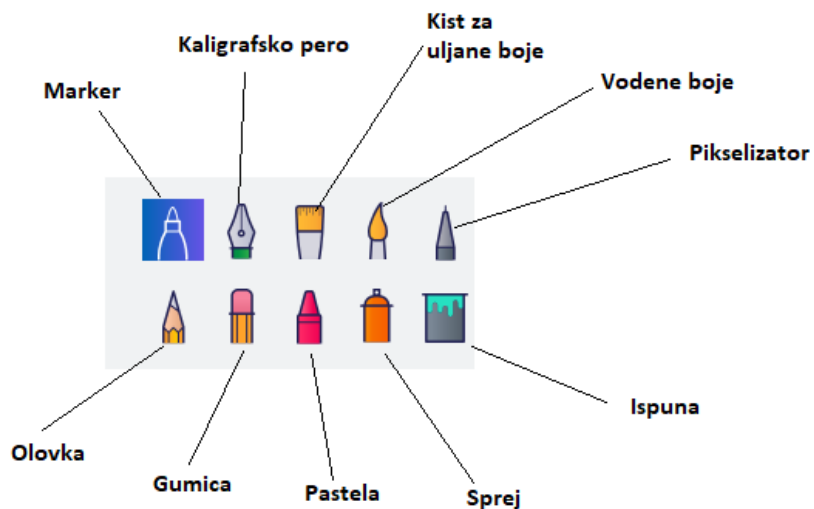 Kaligrafsko pero
Kist za
uljane boje
Marker
Vodene boje
Pikselizator
Ispuna
Olovka
Gumica
Pastela
Sprej